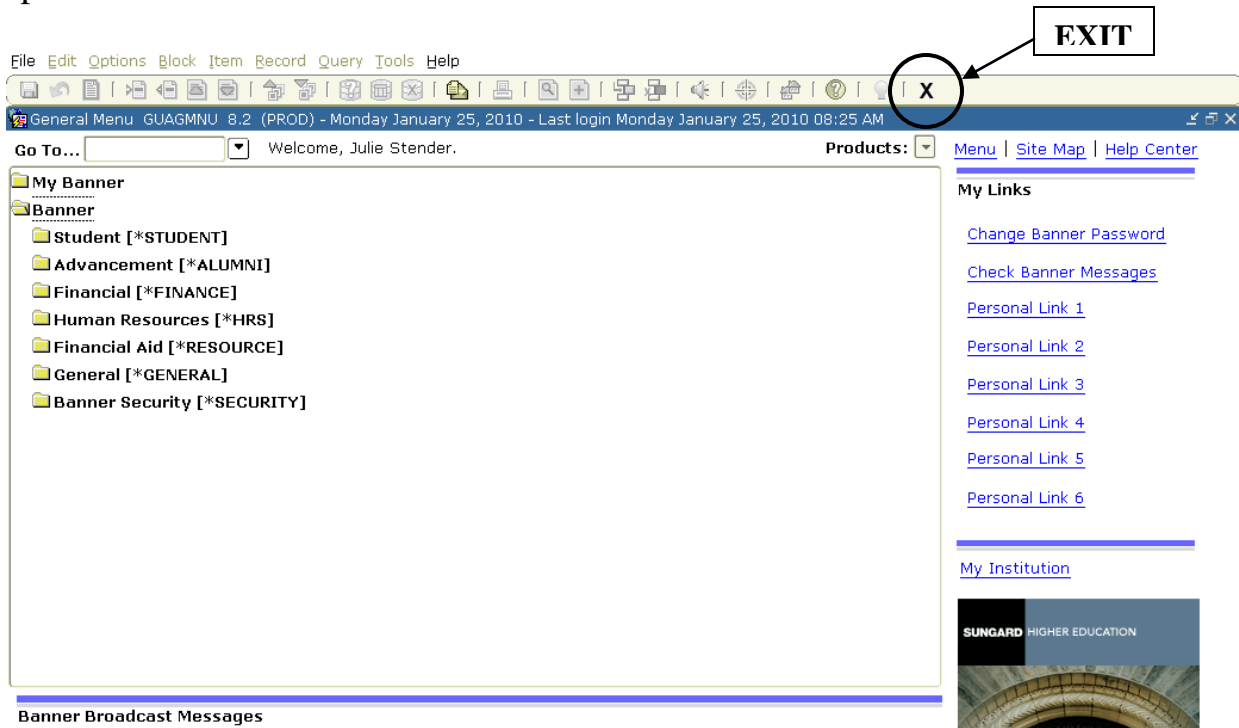 EXIT
File Edit Options Block Item Record Query Tools Help
X
General Menu GUAGMNU 8.2 (PROD) - Monday January 25, 2010 - Last login Monday January 25, 2010 08:25 AM
Go To... Welcome, Julie Stender. Products: Menu | Site Map | Help Center
My Banner
Banner
Student [*STUDENT]
Advancement [*ALUMNI]
Financial [*FINANCE]
Human Resources [*HRS]
Financial Aid [*RESOURCE]
General [*GENERAL]
Banner Security [*SECURITY]
My Links
Change Banner Password
Check Banner Messages
Personal Link 1
Personal Link 2
Personal Link 3
Personal Link 4
Personal Link 5
Personal Link 6
My Institution
SUNGARD HIGHER EDUCATION
Banner Broadcast Messages